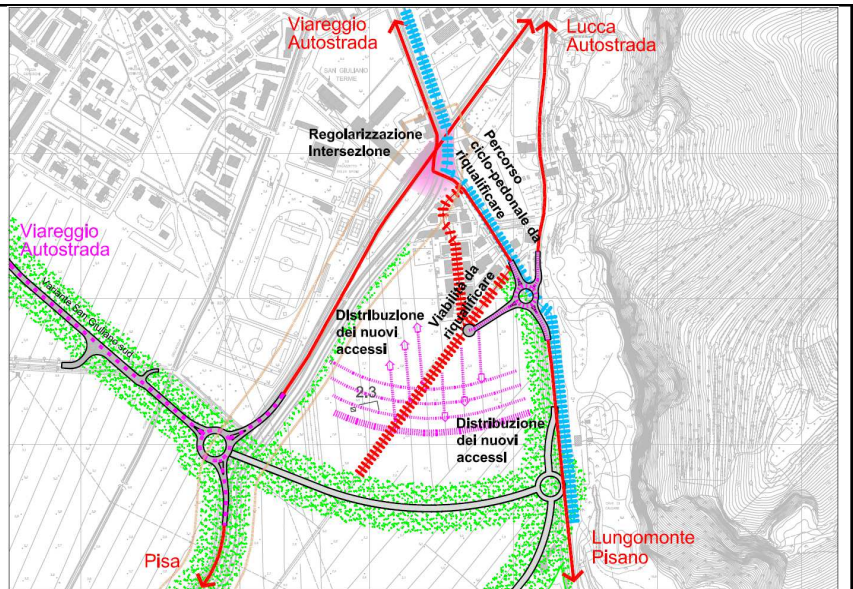 Viareggio
Autostrada
Lucca
Autostrada
SAN GIULIANO
TERME
Regolarizzazione
Intersezione
Percorso
ciclo-pedonale da
riqualificare
Viareggio
Autostrada
Variante San Giuliano sud
Distribuzione
dei nuovi
accessi
Viabilità da
riqualificare
2.3
Distribuzione
dei nuovi
accessi
Pisa
Lungomonte
Pisano